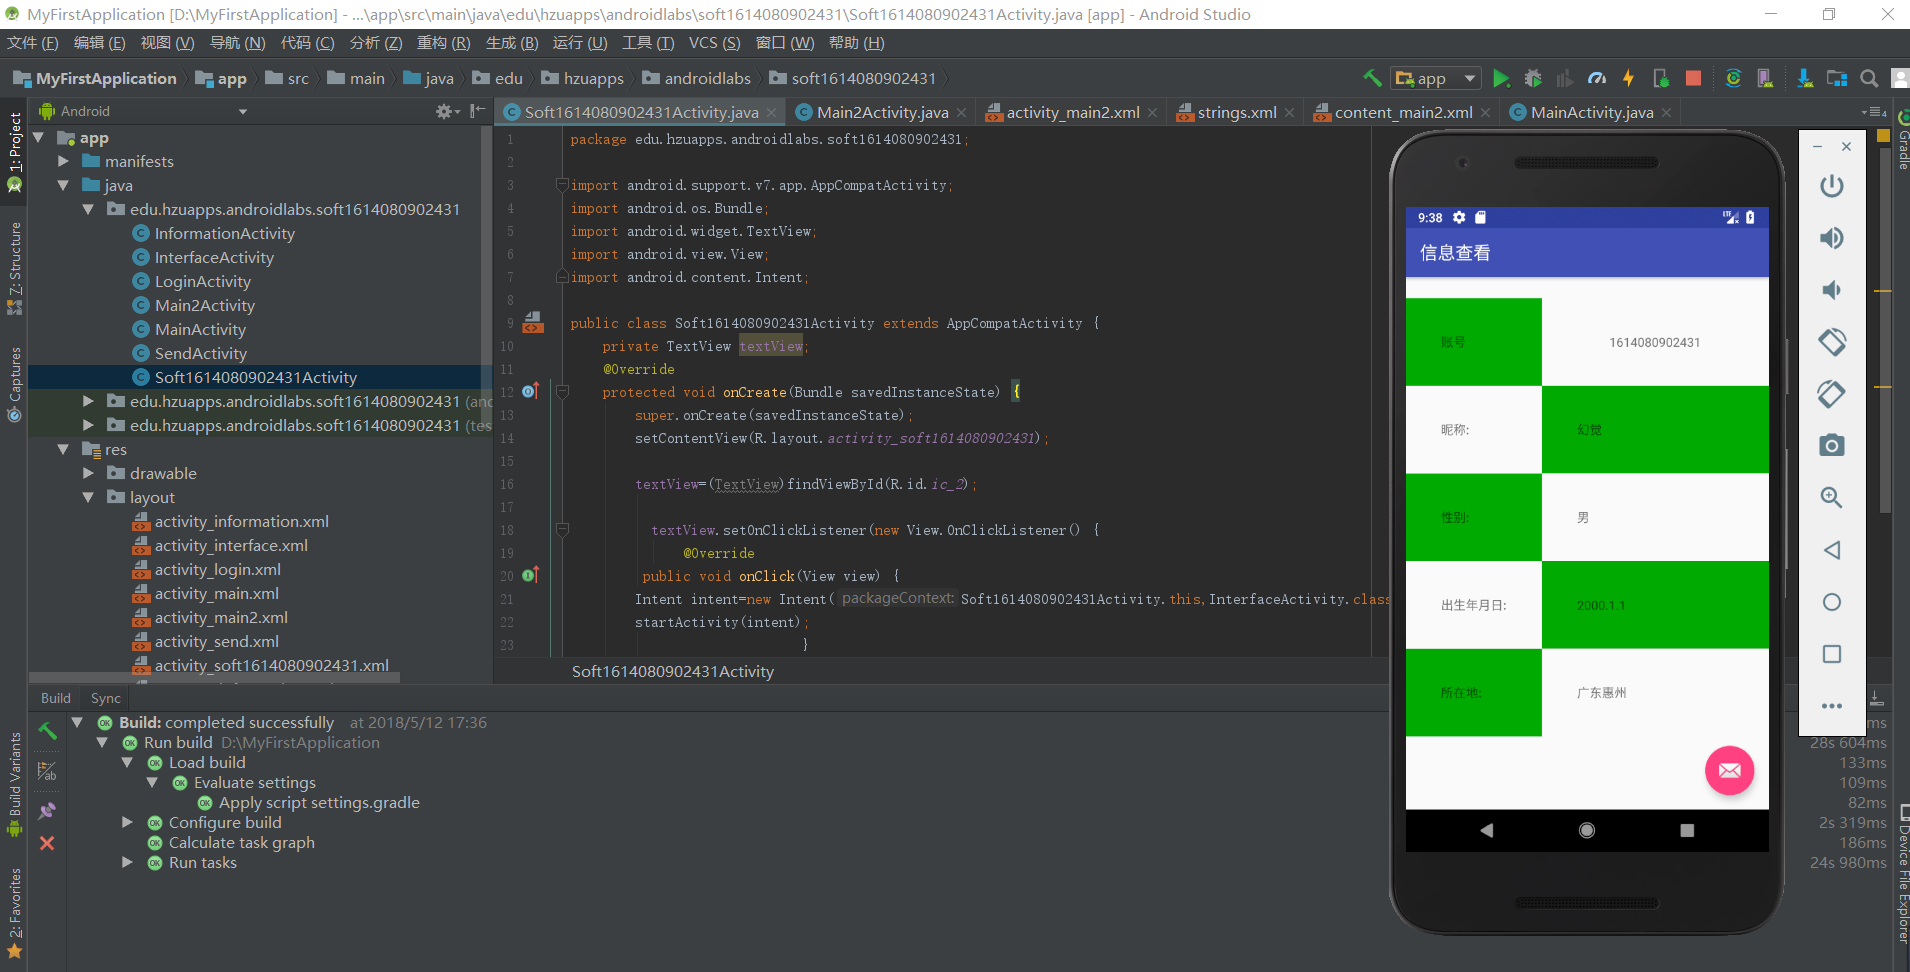 MyFirstApplication [D:\MyFirstApplication] - ...\app\src\main\java\edu\hzuapps\androidlabs\soft1614080902431\Soft1614080902431Activity.java [app] - Android Studio
文件 (F) 编辑 (E) 视图 (V) 导航 (N) 代码 (C) 分析 (Z) 重构 (R) 生成 (B) 运行 (U) 工具 (T) VCS (S) 窗口 (W) 帮助 (H)
MyFirstApplication app src main java edu hzuapps androidlabs soft1614080902431 app
Android
Soft1614080902431Activity.java Main2Activity.java activity_main2.xml strings.xml content_main2.xml MainActivity.java
1: Project
Z: Structure
Captures
Build Variants
2: Favorites
app
manifests
java
edu.hzuapps.androidlabs.soft1614080902431
InformationActivity
InterfaceActivity
LoginActivity
Main2Activity
MainActivity
SendActivity
Soft1614080902431Activity
edu.hzuapps.androidlabs.soft1614080902431 (and
edu.hzuapps.androidlabs.soft1614080902431 (tes
res
drawable
layout
activity_information.xml
activity_interface.xml
activity_login.xml
activity_main.xml
activity_main2.xml
activity_send.xml
activity_soft1614080902431.xml
1 package edu.hzuapps.androidlabs.soft1614080902431;
2
3 import android.support.v7.app.AppCompatActivity;
4 import android.os.Bundle;
5 import android.widget.TextView;
6 import android.view.View;
7 import android.content.Intent;
8
9 public class Soft1614080902431Activity extends AppCompatActivity {
10 private TextView textView;
11 @Override
12 protected void onCreate(Bundle savedInstanceState) {
13 super.onCreate(savedInstanceState);
14 setContentView(R.layout.activity_soft1614080902431);
15
16 textView=(TextView)findViewById(R.id.ic_2);
17
18 textView.setOnClickListener(new View.OnClickListener() {
19 @Override
20 public void onClick(View view) {
21 Intent intent=new Intent( packageContext: Soft1614080902431Activity.this,InterfaceActivity.class
22 startActivity(intent);
23 }
Soft1614080902431Activity
9:38
LTE
信息查看
账号 1614080902431
昵称: 幻觉
性别: 男
出生年月日: 2000.1.1
所在地: 广东惠州
Gradle
Device File Explorer
Build Sync
Build: completed successfully at 2018/5/12 17:36 ms
Run build D:\MyFirstApplication 28s 604ms
Load build 133ms
Evaluate settings 109ms
Apply script settings.gradle 82ms
Configure build 2s 319ms
Calculate task graph 186ms
Run tasks 24s 980ms